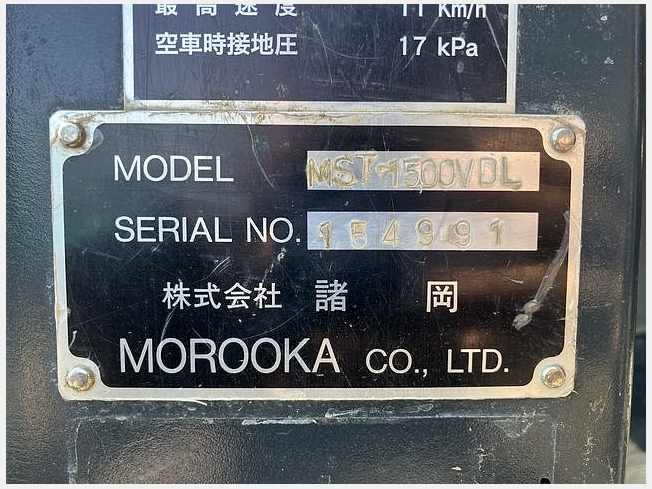 最高速度 11 Km/h
空車時接地圧 17 kPa
MODEL MST-1500VDL
SERIAL NO. 154991
株式会社 諸岡
MOROOKA CO., LTD.